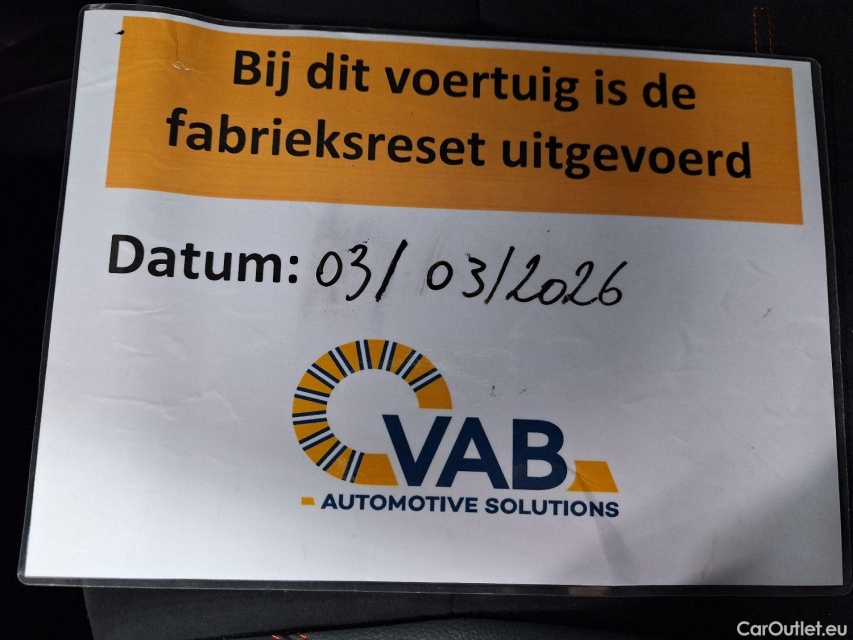 Bij dit voertuig is de
fabrieksreset uitgevoerd
Datum: 03/03/2026
VAB
AUTOMOTIVE SOLUTIONS
CarOutlet.eu